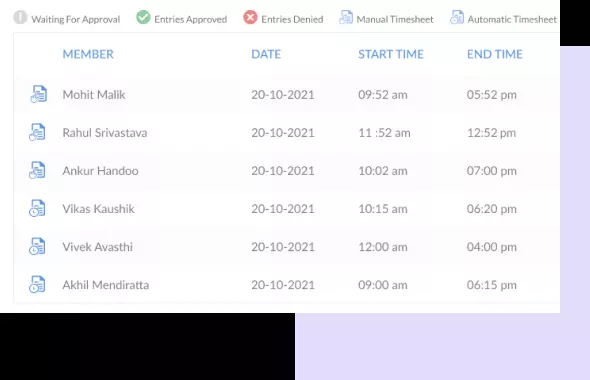 Waiting For Approval Entries Approved Entries Denied Manual Timesheet Automatic Timesheet
MEMBER DATE START TIME END TIME
Mohit Malik 20-10-2021 09:52 am 05:52 pm
Rahul Srivastava 20-10-2021 11 :52 am 12:52 pm
Ankur Handoo 20-10-2021 10:02 am 07:00 pm
Vikas Kaushik 20-10-2021 10:15 am 06:20 pm
Vivek Avasthi 20-10-2021 12:00 am 04:00 pm
Akhil Mendiratta 20-10-2021 09:00 am 06:15 pm